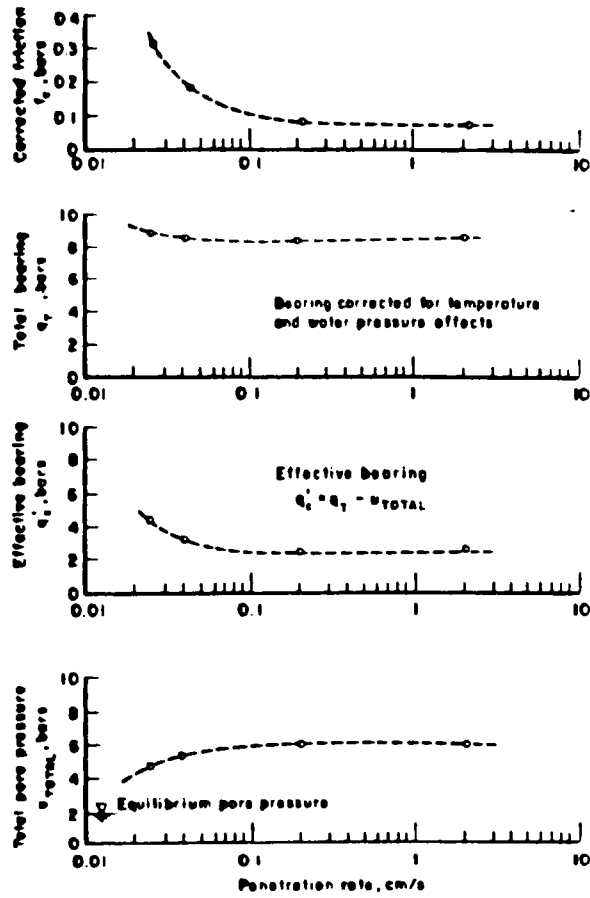 Corrected friction
f_c, bars
0.4
0.3
0.2
0.1
0
0.01
0.1
1
10
Total bearing
q_T, bars
10
8
6
4
2
0
Bearing corrected for temperature
and water pressure effects
0.01
0.1
1
10
Effective bearing
q'_c, bars
10
8
6
4
2
0
Effective bearing
q'_c = q_T - u_TOTAL
0.01
0.1
1
10
Total pore pressure
u_TOTAL, bars
10
8
6
4
2
0
Equilibrium pore pressure
0.01
0.1
1
10
Penetration rate, cm/s